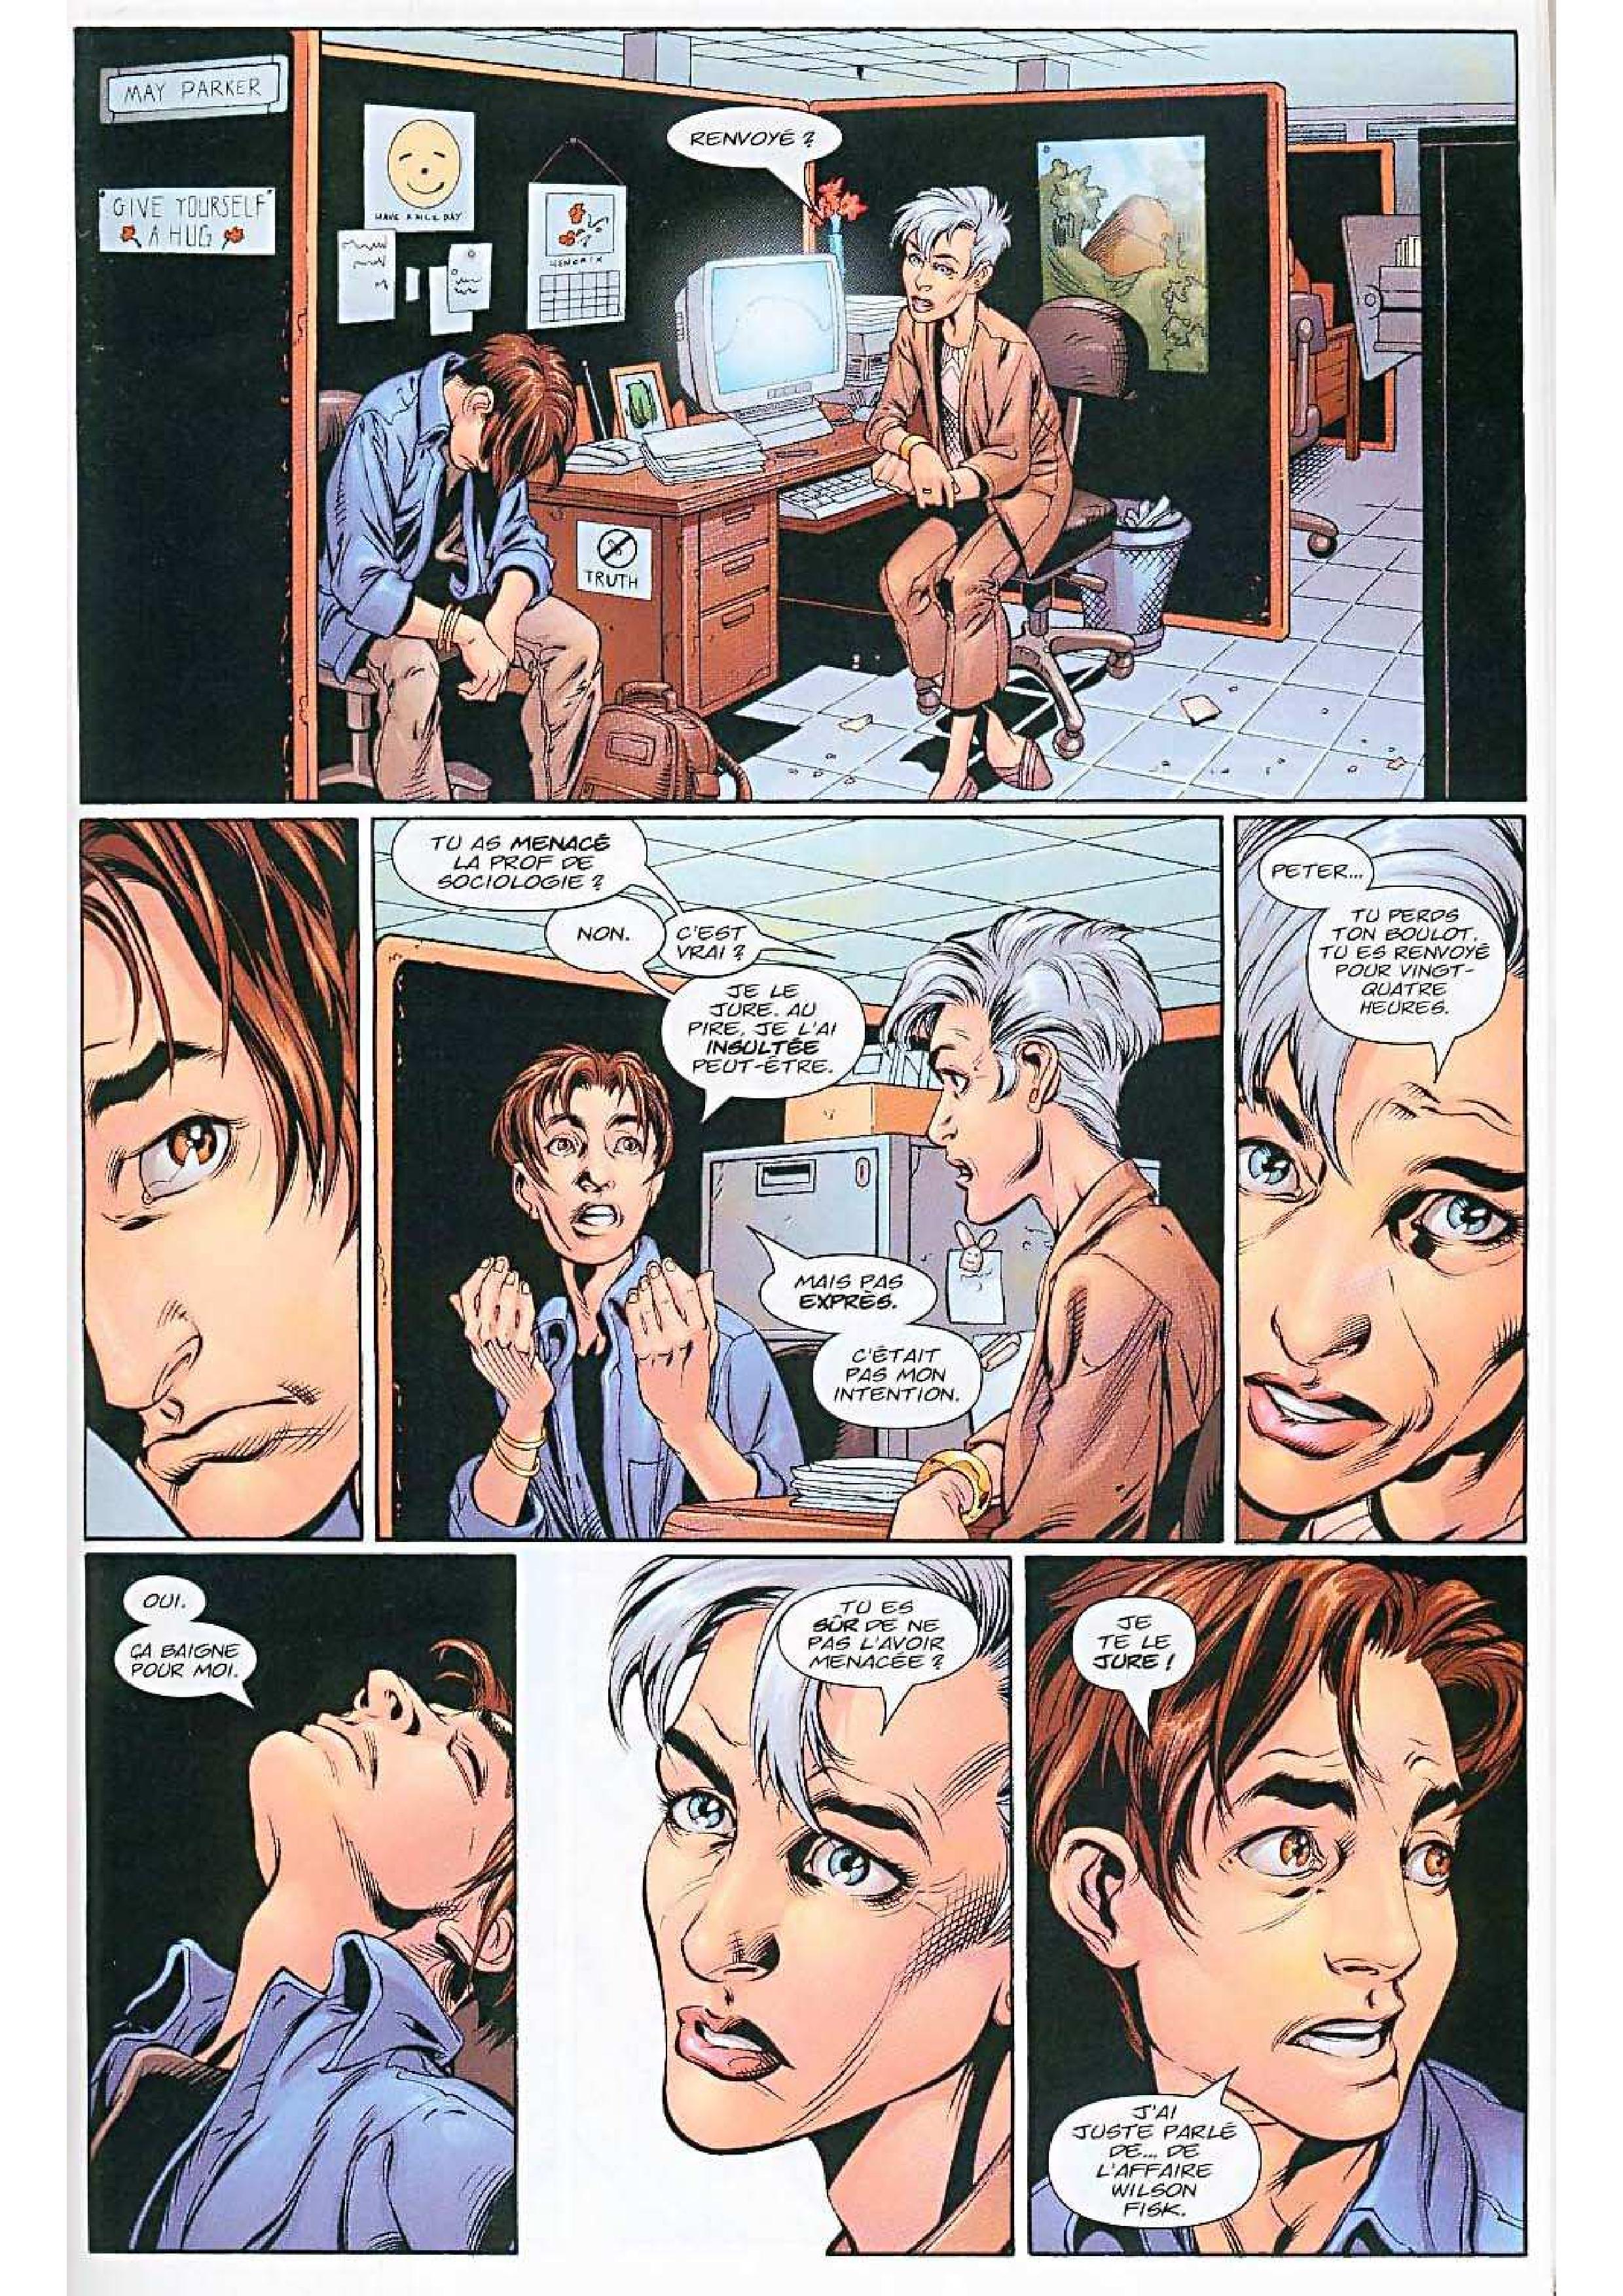 MAY PARKER
GIVE YOURSELF
A HUG
HAVE A NICE DAY
HENDRIX
TRUTH
RENVOYÉ ?
TU AS MENACÉ
LA PROF DE
SOCIOLOGIE ?
NON.
C'EST
VRAI ?
JE LE
JURE. AU
PIRE, JE L'AI
INSULTÉE
PEUT-ÊTRE.
MAIS PAS
EXPRÈS.
C'ÉTAIT
PAS MON
INTENTION.
PETER...
TU PERDS
TON BOULOT.
TU ES RENVOYÉ
POUR VINGT-
QUATRE
HEURES.
OUI.
ÇA BAIGNE
POUR MOI.
TU ES
SÛR DE NE
PAS L'AVOIR
MENACÉE ?
JE
TE LE
JURE !
J'AI
JUSTE PARLÉ
DE... DE
L'AFFAIRE
WILSON
FISK.